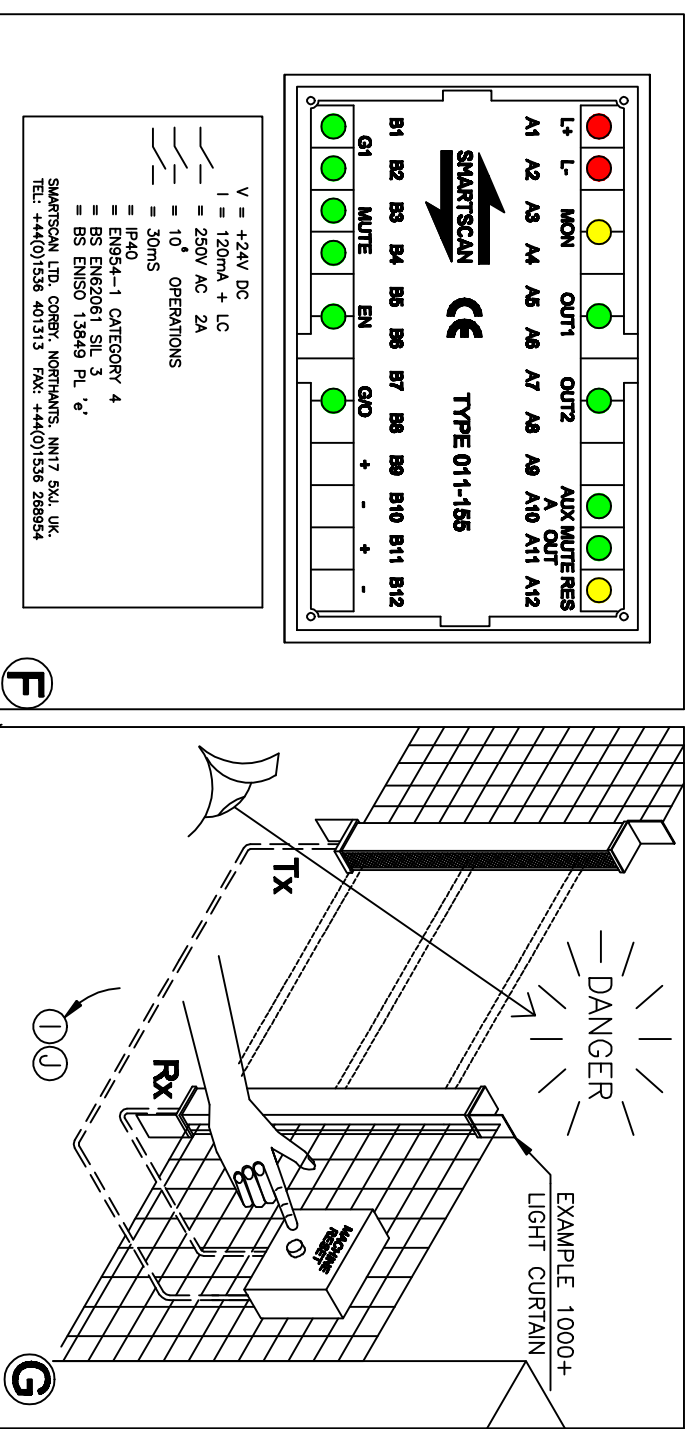 L+ L- MON OUT1 OUT2 AUX MUTE RES
A OUT
A1 A2 A3 A4 A5 A6 A7 A8 A9 A10 A11 A12
SMARTSCAN CE TYPE 011-155
B1 B2 B3 B4 B5 B6 B7 B8 B9 B10 B11 B12
G1 MUTE EN G/O + - + -
V = +24V DC
I = 120mA + LC
= 250V AC 2A
= 10⁶ OPERATIONS
= 30mS
= IP40
= EN954-1 CATEGORY 4
= BS EN62061 SIL 3
= BS ENISO 13849 PL 'e'
SMARTSCAN LTD. CORBY. NORTHANTS. NN17 5XJ. UK.
TEL: +44(0)1536 401313 FAX: +44(0)1536 268954
F
DANGER
EXAMPLE 1000+
LIGHT CURTAIN
Tx
Rx
MACHINE
RESET
I J
G